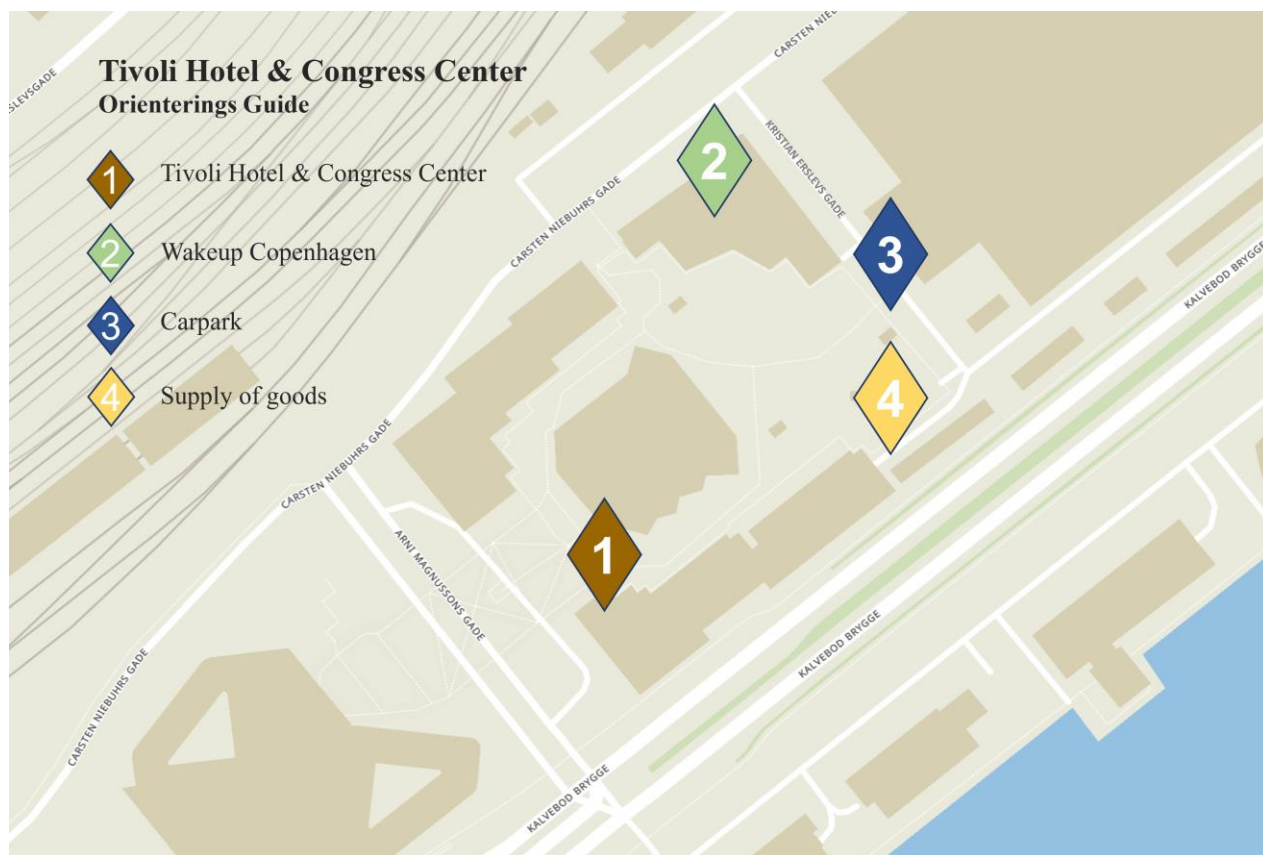 Tivoli Hotel & Congress Center
Orienterings Guide
1 Tivoli Hotel & Congress Center
2 Wakeup Copenhagen
3 Carpark
4 Supply of goods
CARSTEN NIEBUHRS GADE
KRISTIAN ERSLEVS GADE
2
3
CARSTEN NIEBUHRS GADE
KALVEBOD BRYGGE
4
CARSTEN NIEBUHRS GADE
1
ARNI MAGNUSSONS GADE
KALVEBOD BRYGGE
CARSTEN NIEBUHRS GADE
KALVEBOD BRYGGE